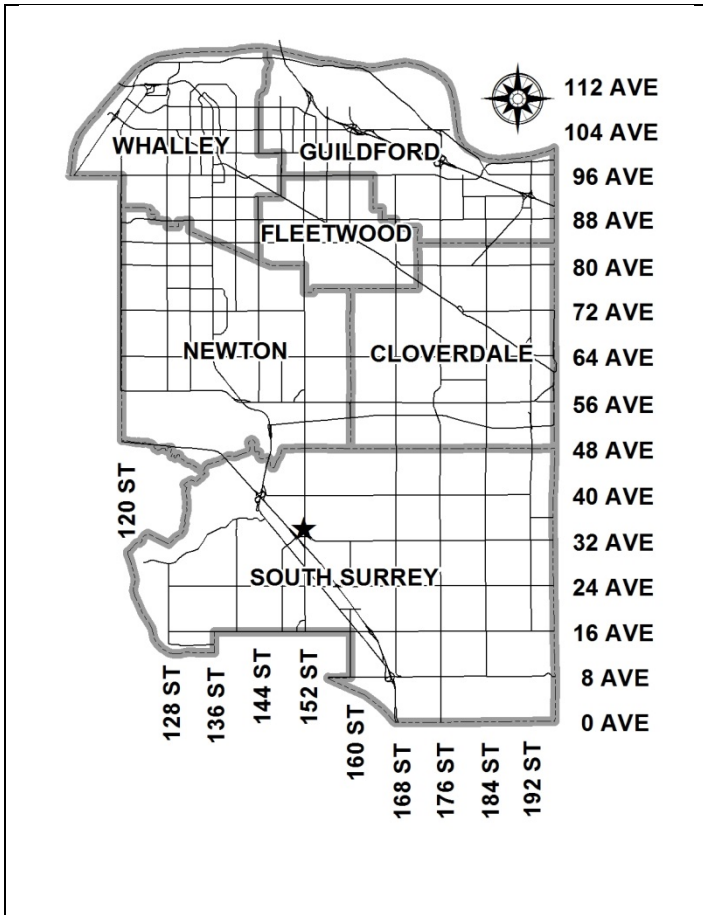 112 AVE
104 AVE
WHALLEY
GUILDFORD
96 AVE
88 AVE
FLEETWOOD
80 AVE
72 AVE
NEWTON
CLOVERDALE
64 AVE
56 AVE
48 AVE
120 ST
40 AVE
32 AVE
SOUTH SURREY
24 AVE
16 AVE
8 AVE
0 AVE
128 ST
136 ST
144 ST
152 ST
160 ST
168 ST
176 ST
184 ST
192 ST